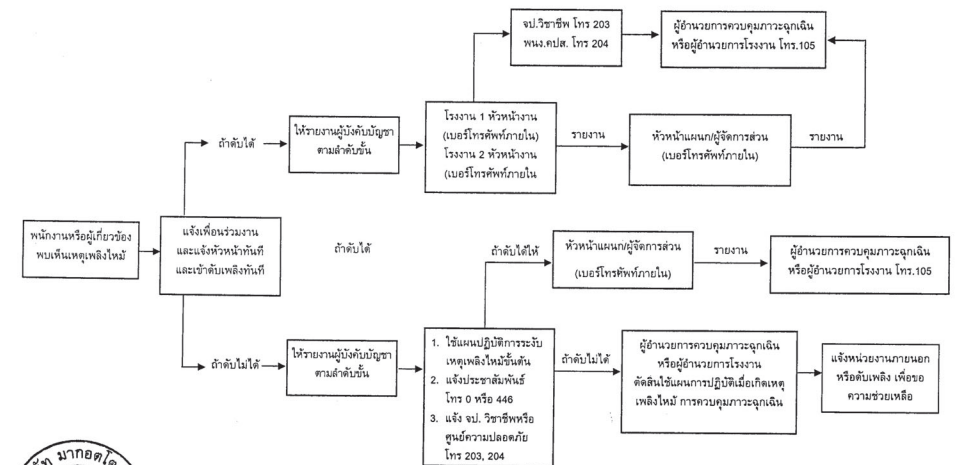 จป.วิชาชีพ โทร 203
พนง.คปส. โทร 204
ผู้อำนวยการควบคุมภาวะฉุกเฉิน
หรือผู้อำนวยการโรงงาน โทร.105
ถ้าดับได้
ให้รายงานผู้บังคับบัญชา
ตามลำดับชั้น
โรงงาน 1 หัวหน้างาน
(เบอร์โทรศัพท์ภายใน)
โรงงาน 2 หัวหน้างาน
(เบอร์โทรศัพท์ภายใน
รายงาน
หัวหน้าแผนก/ผู้จัดการส่วน
(เบอร์โทรศัพท์ภายใน)
รายงาน
พนักงานหรือผู้เกี่ยวข้อง
พบเห็นเหตุเพลิงไหม้
แจ้งเพื่อนร่วมงาน
และแจ้งหัวหน้าทันที
และเข้าดับเพลิงทันที
ถ้าดับได้
ถ้าดับได้ให้
หัวหน้าแผนก/ผู้จัดการส่วน
(เบอร์โทรศัพท์ภายใน)
รายงาน
ผู้อำนวยการควบคุมภาวะฉุกเฉิน
หรือผู้อำนวยการโรงงาน โทร.105
ถ้าดับไม่ได้
ให้รายงานผู้บังคับบัญชา
ตามลำดับชั้น
1. ใช้แผนปฏิบัติการระงับ
เหตุเพลิงไหม้ขั้นต้น
2. แจ้งประชาสัมพันธ์
โทร 0 หรือ 446
3. แจ้ง จป. วิชาชีพหรือ
ศูนย์ความปลอดภัย
โทร 203, 204
ถ้าดับไม่ได้
ผู้อำนวยการควบคุมภาวะฉุกเฉิน
หรือผู้อำนวยการโรงงาน
ตัดสินใช้แผนการปฏิบัติเมื่อเกิดเหตุ
เพลิงไหม้ การควบคุมภาวะฉุกเฉิน
แจ้งหน่วยงานภายนอก
หรือดับเพลิง เพื่อขอ
ความช่วยเหลือ